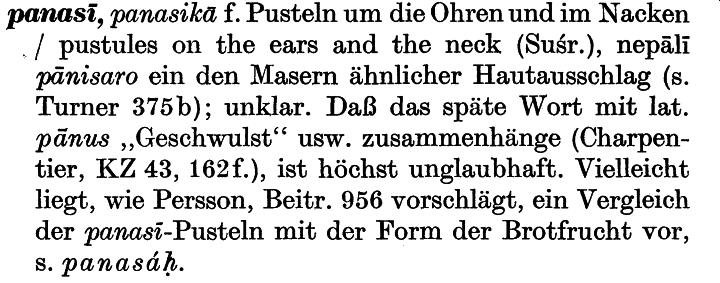 panasī, panasikā f. Pusteln um die Ohren und im Nacken
/ pustules on the ears and the neck (Suśr.), nepālī
pānisaro ein den Masern ähnlicher Hautausschlag (s.
Turner 375b); unklar. Daß das späte Wort mit lat.
pānus „Geschwulst“ usw. zusammenhänge (Charpen-
tier, KZ 43, 162f.), ist höchst unglaubhaft. Vielleicht
liegt, wie Persson, Beitr. 956 vorschlägt, ein Vergleich
der panasī-Pusteln mit der Form der Brotfrucht vor,
s. panasáḥ.